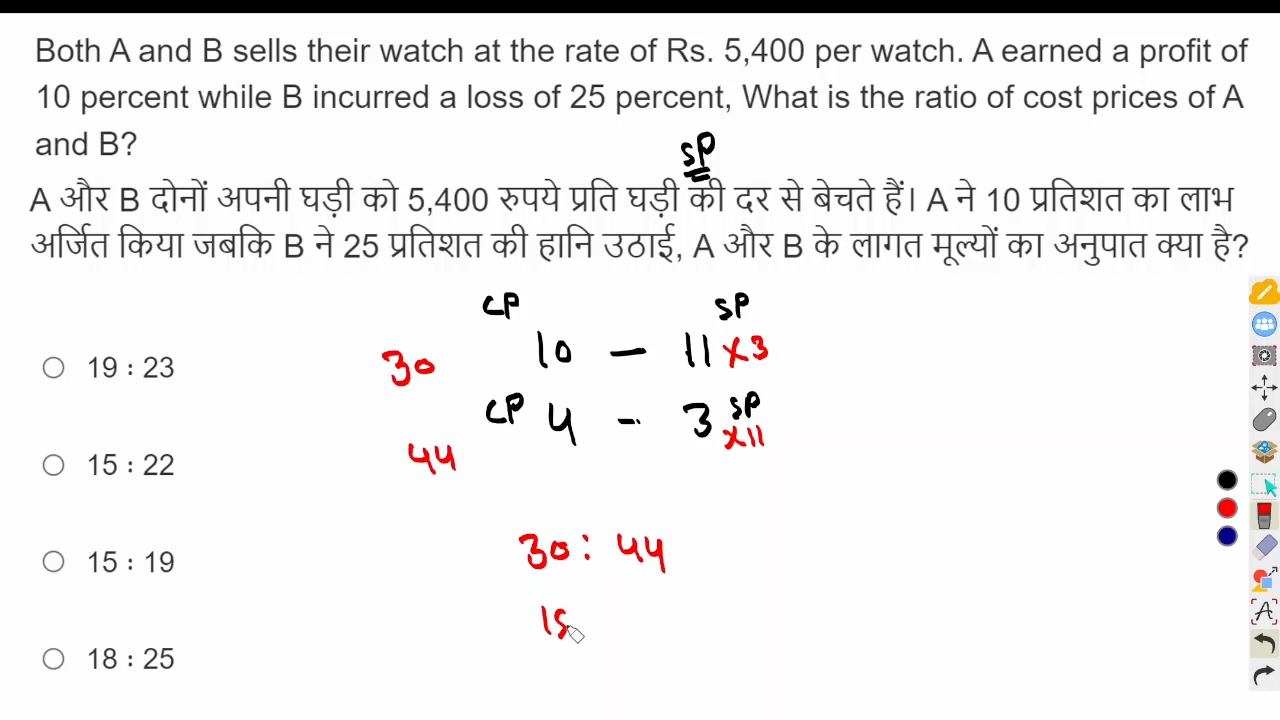 Both A and B sells their watch at the rate of Rs. 5,400 per watch. A earned a profit of
10 percent while B incurred a loss of 25 percent, What is the ratio of cost prices of A
and B?
SP
A और B दोनों अपनी घड़ी को 5,400 रुपये प्रति घड़ी की दर से बेचते हैं। A ने 10 प्रतिशत का लाभ
अर्जित किया जबकि B ने 25 प्रतिशत की हानि उठाई, A और B के लागत मूल्यों का अनुपात क्या है?
CP SP
30 10 — 11 x3
CP 4 - 3 SP
44 x11
30 : 44
15
19 : 23
15 : 22
15 : 19
18 : 25
A